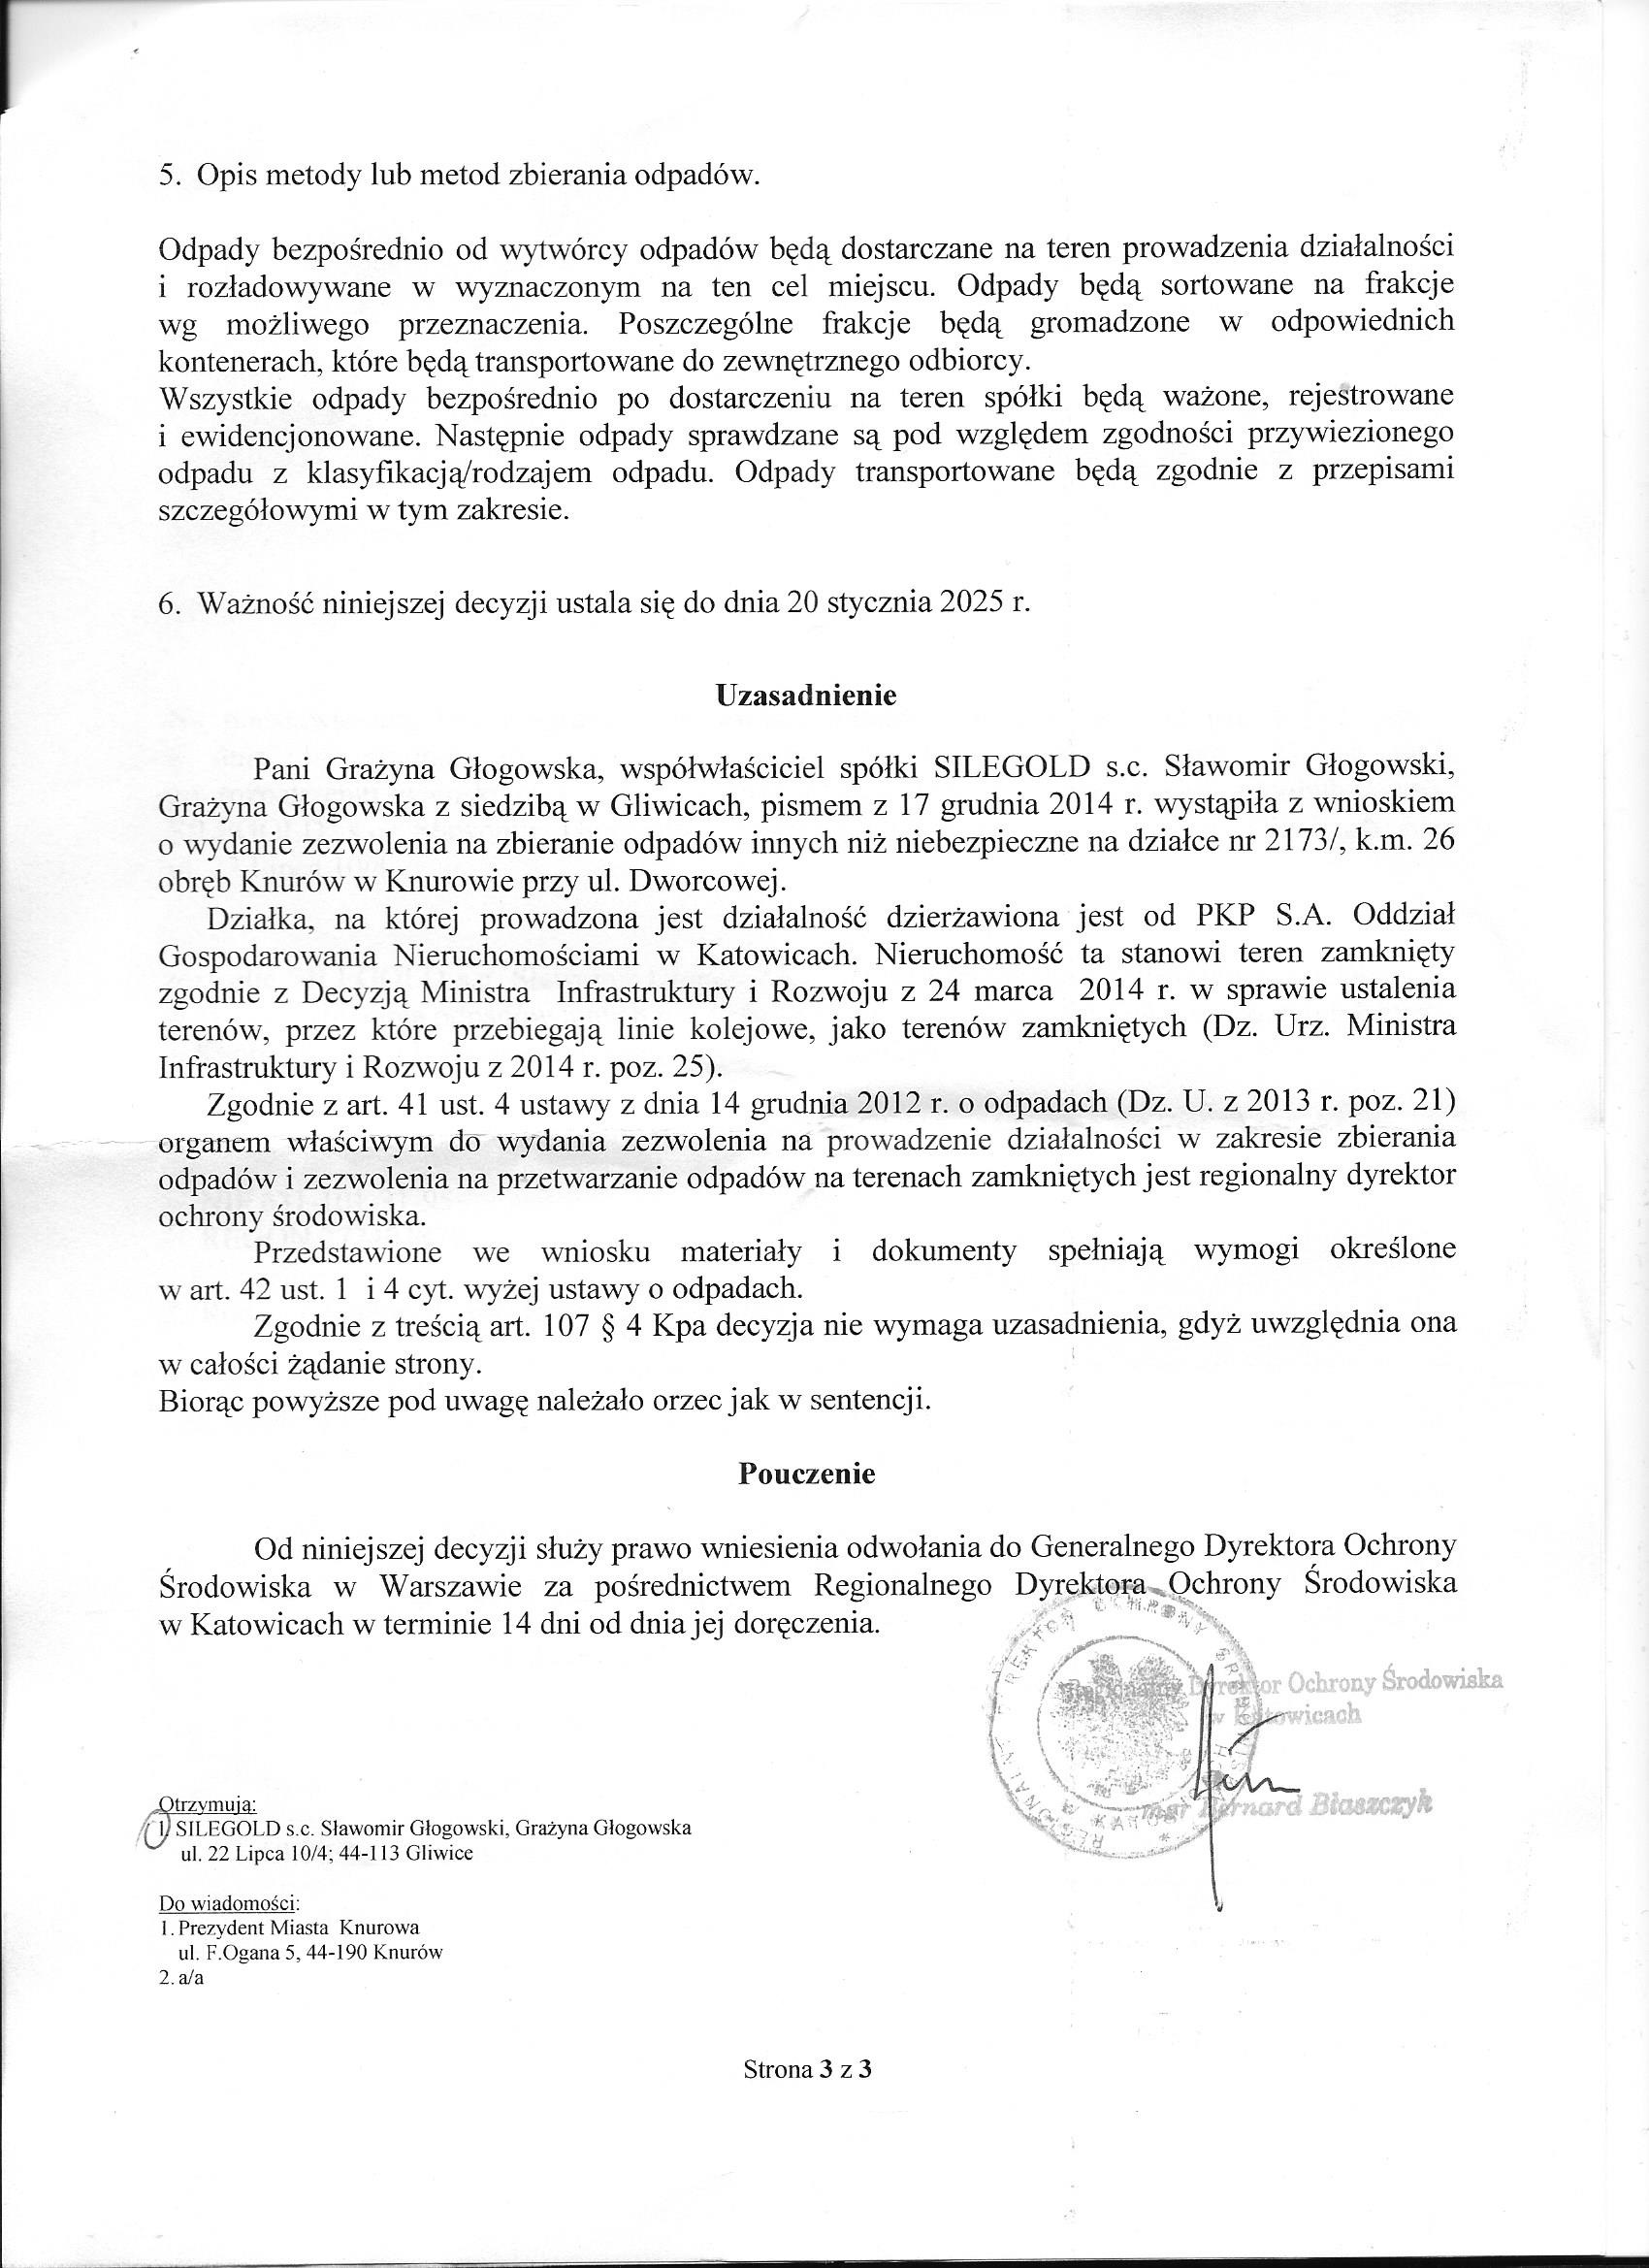 5. Opis metody lub metod zbierania odpadów.
Odpady bezpośrednio od wytwórcy odpadów będą dostarczane na teren prowadzenia działalności
i rozładowywane w wyznaczonym na ten cel miejscu. Odpady będą sortowane na frakcje
wg możliwego przeznaczenia. Poszczególne frakcje będą gromadzone w odpowiednich
kontenerach, które będą transportowane do zewnętrznego odbiorcy.
Wszystkie odpady bezpośrednio po dostarczeniu na teren spółki będą ważone, rejestrowane
i ewidencjonowane. Następnie odpady sprawdzane są pod względem zgodności przywiezionego
odpadu z klasyfikacją/rodzajem odpadu. Odpady transportowane będą zgodnie z przepisami
szczegółowymi w tym zakresie.
6. Ważność niniejszej decyzji ustala się do dnia 20 stycznia 2025 r.
Uzasadnienie
Pani Grażyna Głogowska, współwłaściciel spółki SILEGOLD s.c. Sławomir Głogowski,
Grażyna Głogowska z siedzibą w Gliwicach, pismem z 17 grudnia 2014 r. wystąpiła z wnioskiem
o wydanie zezwolenia na zbieranie odpadów innych niż niebezpieczne na działce nr 2173/, k.m. 26
obręb Knurów w Knurowie przy ul. Dworcowej.
Działka, na której prowadzona jest działalność dzierżawiona jest od PKP S.A. Oddział
Gospodarowania Nieruchomościami w Katowicach. Nieruchomość ta stanowi teren zamknięty
zgodnie z Decyzją Ministra Infrastruktury i Rozwoju z 24 marca 2014 r. w sprawie ustalenia
terenów, przez które przebiegają linie kolejowe, jako terenów zamkniętych (Dz. Urz. Ministra
Infrastruktury i Rozwoju z 2014 r. poz. 25).
Zgodnie z art. 41 ust. 4 ustawy z dnia 14 grudnia 2012 r. o odpadach (Dz. U. z 2013 r. poz. 21)
organem właściwym do wydania zezwolenia na prowadzenie działalności w zakresie zbierania
odpadów i zezwolenia na przetwarzanie odpadów na terenach zamkniętych jest regionalny dyrektor
ochrony środowiska.
Przedstawione we wniosku materiały i dokumenty spełniają wymogi określone
w art. 42 ust. 1 i 4 cyt. wyżej ustawy o odpadach.
Zgodnie z treścią art. 107 § 4 Kpa decyzja nie wymaga uzasadnienia, gdyż uwzględnia ona
w całości żądanie strony.
Biorąc powyższe pod uwagę należało orzec jak w sentencji.
Pouczenie
Od niniejszej decyzji służy prawo wniesienia odwołania do Generalnego Dyrektora Ochrony
Środowiska w Warszawie za pośrednictwem Regionalnego Dyrektora Ochrony Środowiska
w Katowicach w terminie 14 dni od dnia jej doręczenia.
Regionalny Dyrektor Ochrony Środowiska
w Katowicach
mgr Bernard Błaszczyk
Otrzymują:
1) SILEGOLD s.c. Sławomir Głogowski, Grażyna Głogowska
ul. 22 Lipca 10/4; 44-113 Gliwice
Do wiadomości:
1. Prezydent Miasta Knurowa
ul. F.Ogana 5, 44-190 Knurów
2. a/a
Strona 3 z 3